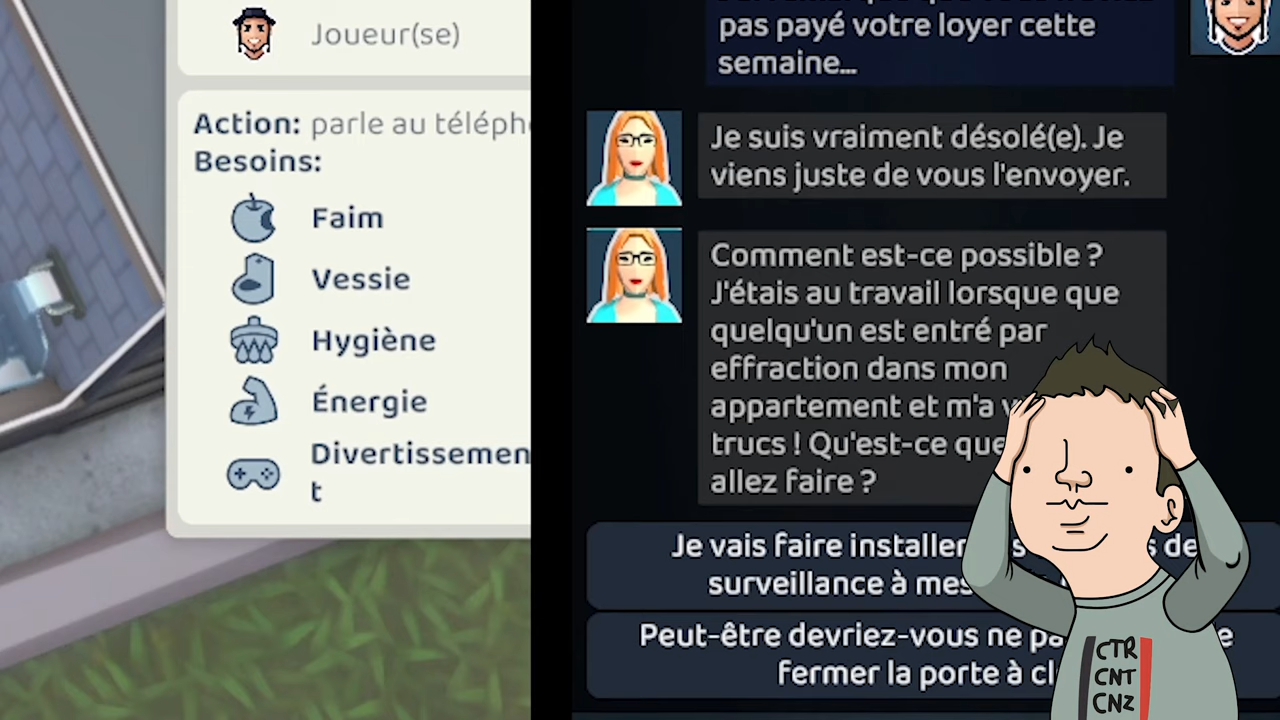 Joueur(se)
Action: parle au téléph
Besoins:
Faim
Vessie
Hygiène
Énergie
Divertissemen
t
pas payé votre loyer cette
semaine...
Je suis vraiment désolé(e). Je
viens juste de vous l'envoyer.
Comment est-ce possible ?
J'étais au travail lorsque que
quelqu'un est entré par
effraction dans mon
appartement et m'a v
trucs ! Qu'est-ce que
allez faire ?
Je vais faire installer de
surveillance à mes
Peut-être devriez-vous ne pa e
fermer la porte à cl
CTR
CNT
CNZ